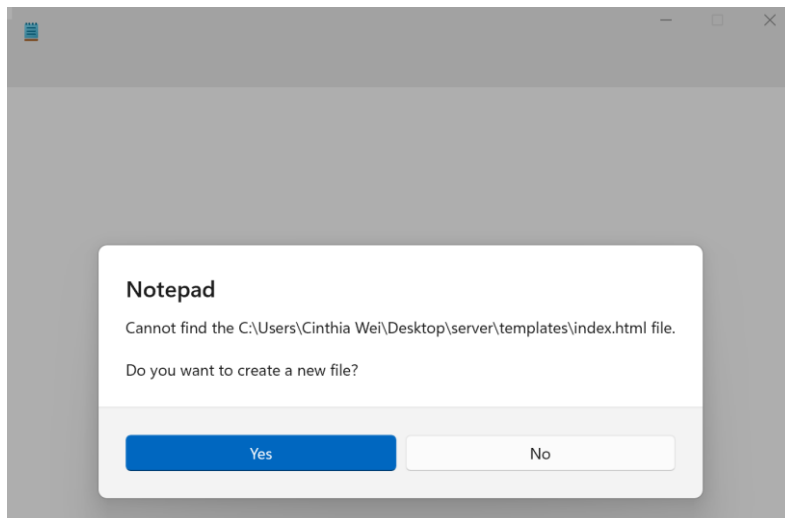 Notepad
Cannot find the C:\Users\Cinthia Wei\Desktop\server\templates\index.html file.
Do you want to create a new file?
Yes
No